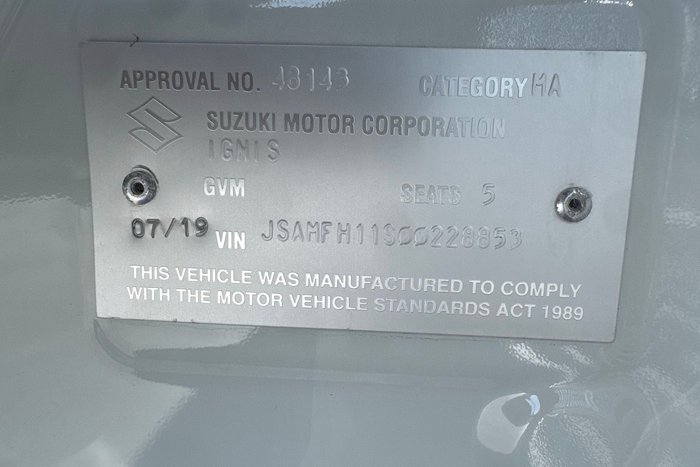 APPROVAL NO. 48143 CATEGORY MA
SUZUKI MOTOR CORPORATION
IGNIS
GVM SEATS 5
07/19 VIN JSAMFH11S00228853
THIS VEHICLE WAS MANUFACTURED TO COMPLY
WITH THE MOTOR VEHICLE STANDARDS ACT 1989